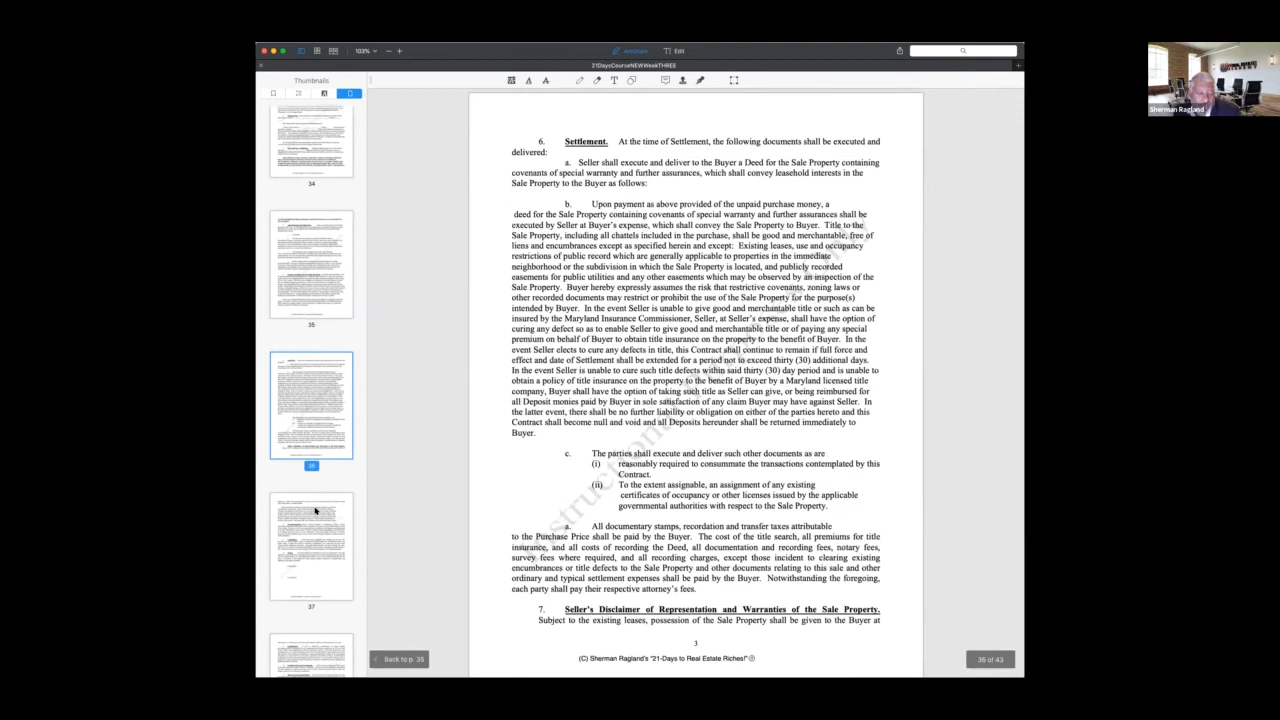 103%
Annotate
Edit
21DaysCourseNEWWeekTHREE
Thumbnails
34
35
36
37
6. Settlement. At the time of Settlement, the following documents shall be executed and
delivered:
a. Seller shall execute and deliver to the Buyer a Deed for the Sale Property containing
covenants of special warranty and further assurances, which shall convey leasehold interests in the
Sale Property to the Buyer as follows:
b. Upon payment as above provided of the unpaid purchase money, a
deed for the Sale Property containing covenants of special warranty and further assurances shall be
executed by Seller at Buyer's expense, which shall convey the Sale Property to Buyer. Title to the
Sale Property, including all chattels included in the purchase, shall be good and merchantable, free of
liens and encumbrances except as specified herein and except: Existing leases, use and occupancy
restrictions of public record which are generally applicable to properties in the immediate
neighborhood or the subdivision in which the Sale Property is located, and publicly recorded
easements for public utilities and any other easements which may be observed by an inspection of the
Sale Property. Buyer hereby expressly assumes the risk that restrictive covenants, zoning laws or
other recorded documents may restrict or prohibit the use of the Sale Property for the purpose(s)
intended by Buyer. In the event Seller is unable to give good and merchantable title or such as can be
insured by the Maryland Insurance Commissioner, Seller, at Seller's expense, shall have the option of
curing any defect so as to enable Seller to give good and merchantable title or of paying any special
premium on behalf of Buyer to obtain title insurance on the property to the benefit of Buyer. In the
event Seller elects to cure any defects in title, this Contract shall continue to remain if full force and
effect and date of Settlement shall be extended for a period not to exceed thirty (30) additional days.
In the event Seller is unable to cure such title defects within said thirty (30) day period and is unable to
obtain a policy of title insurance on the property to the benefit of Buyer by a Maryland licensed title
company, Buyer shall have the option of taking such title as Seller can give, or being reimbursed for
all Deposit monies paid by Buyer in sole satisfaction of any claim Buyer may have against Seller. In
the latter event, there shall be no further liability or obligation on either of the parties hereto and this
Contract shall become null and void and all Deposits hereunder shall be returned immediately to
Buyer.
c. The parties shall execute and deliver such other documents as are
(i) reasonably required to consummate the transactions contemplated by this
Contract.
(ii) To the extent assignable, an assignment of any existing
certificates of occupancy or other licenses issued by the applicable
governmental authorities with respect to the Sale Property.
All documentary stamps, recordation and transfer taxes attributable
to the Purchase Price shall be paid by the Buyer. The cost of the title search, all premiums for title
insurance, and all costs of recording the Deed, all documentation and recording fees, notary fees,
survey fees where required, and all recording charges, except those incident to clearing existing
encumbrances or title defects to the Sale Property and other documents relating to this sale and other
ordinary and typical settlement expenses shall be paid by the Buyer. Notwithstanding the foregoing,
each party shall pay their respective attorney's fees.
7. Seller's Disclaimer of Representation and Warranties of the Sale Property.
Subject to the existing leases, possession of the Sale Property shall be given to the Buyer at
3
(C) Sherman Ragland's "21-Days to Real Estate Riches!" ®
Back to p. 35
36 of 43
Sherman Ragland